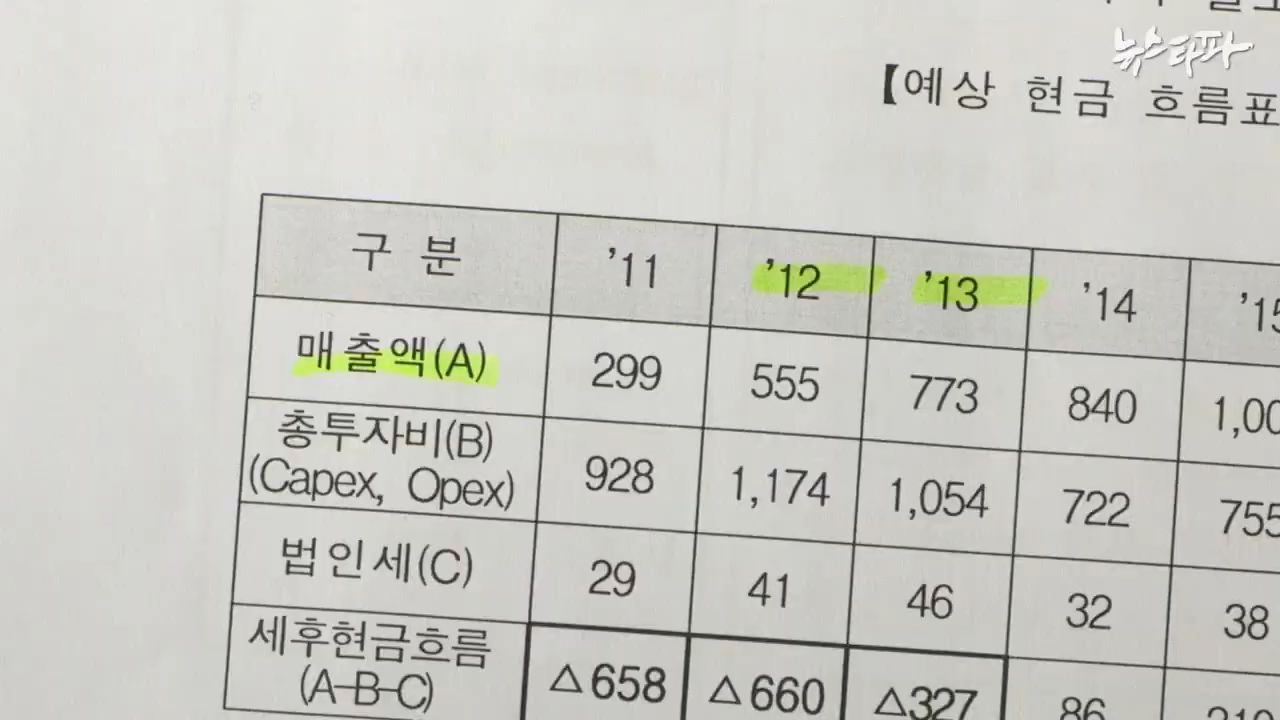 뉴스타파
【예상 현금 흐름표
구 분 ’11 ’12 ’13 ’14
매출액(A) 299 555 773 840
총투자비(B)
(Capex, Opex) 928 1,174 1,054 722 755
법인세(C) 29 41 46 32 38
세후현금흐름
(A-B-C) △658 △660 △327 86